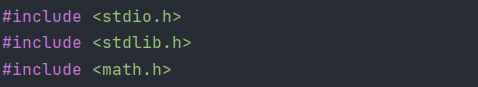 #include <stdio.h>
#include <stdlib.h>
#include <math.h>